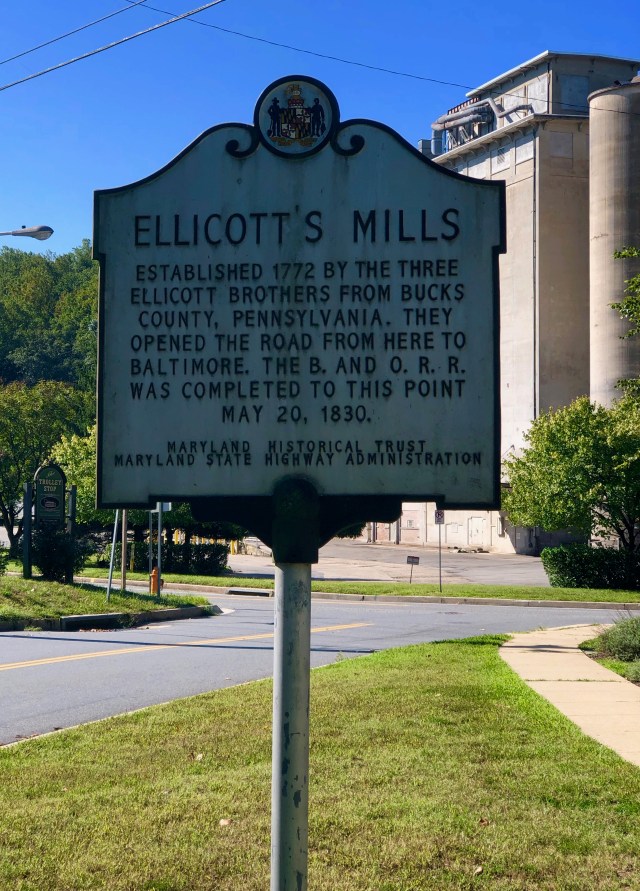 ELLICOTT'S MILLS
ESTABLISHED 1772 BY THE THREE
ELLICOTT BROTHERS FROM BUCKS
COUNTY, PENNSYLVANIA. THEY
OPENED THE ROAD FROM HERE TO
BALTIMORE. THE B. AND O. R. R.
WAS COMPLETED TO THIS POINT
MAY 20, 1830.
MARYLAND HISTORICAL TRUST
MARYLAND STATE HIGHWAY ADMINISTRATION
TROLLEY
STOP